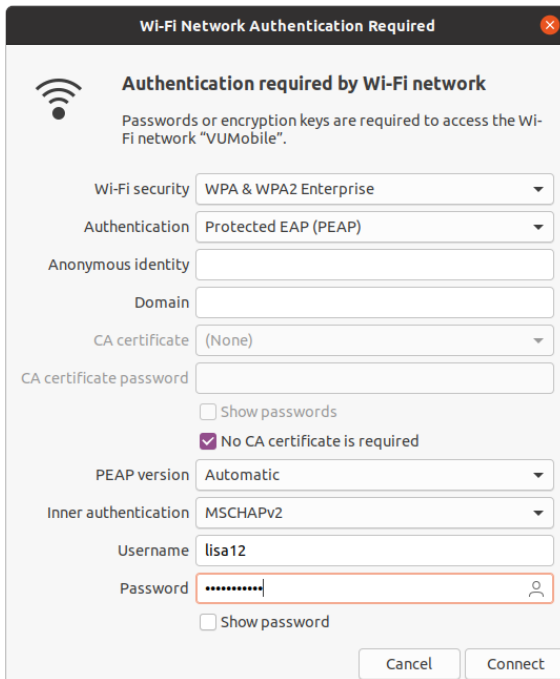 Wi-Fi Network Authentication Required
Authentication required by Wi-Fi network
Passwords or encryption keys are required to access the Wi-
Fi network “VUMobile”.
Wi-Fi security WPA & WPA2 Enterprise
Authentication Protected EAP (PEAP)
Anonymous identity
Domain
CA certificate (None)
CA certificate password
Show passwords
No CA certificate is required
PEAP version Automatic
Inner authentication MSCHAPv2
Username lisa12
Password •••••••••••
Show password
Cancel Connect